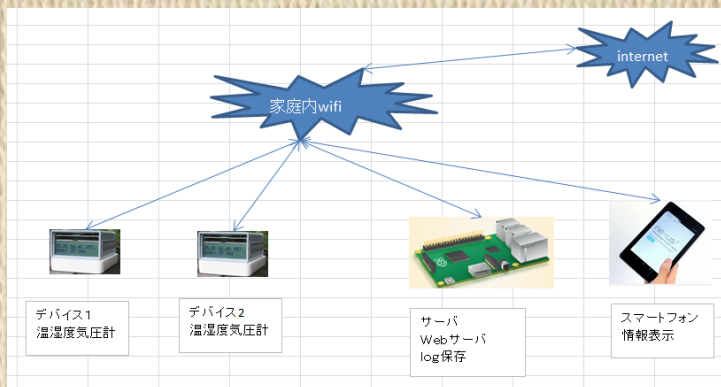 internet
家庭内wifi
デバイス1
温湿度気圧計
デバイス2
温湿度気圧計
サーバ
Webサーバ
log保存
スマートフォン
情報表示